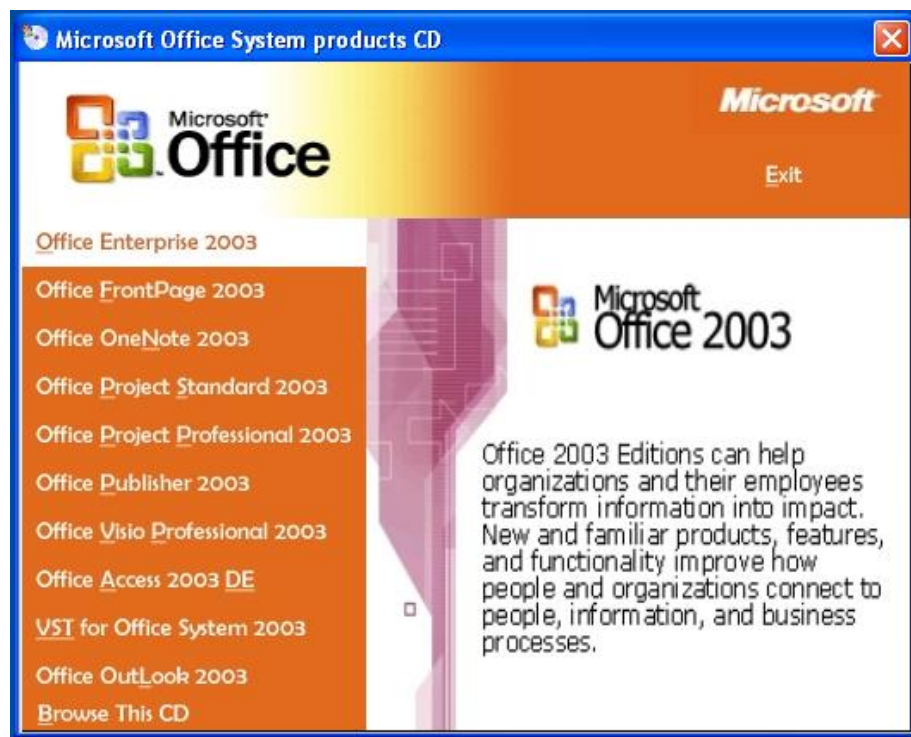 Microsoft Office System products CD
Microsoft
Office
Microsoft
Exit
Office Enterprise 2003
Office FrontPage 2003
Office OneNote 2003
Office Project Standard 2003
Office Project Professional 2003
Office Publisher 2003
Office Visio Professional 2003
Office Access 2003 DE
VST for Office System 2003
Office OutLook 2003
Browse This CD
Microsoft
Office 2003
Office 2003 Editions can help
organizations and their employees
transform information into impact.
New and familiar products, features,
and functionality improve how
people and organizations connect to
people, information, and business
processes.